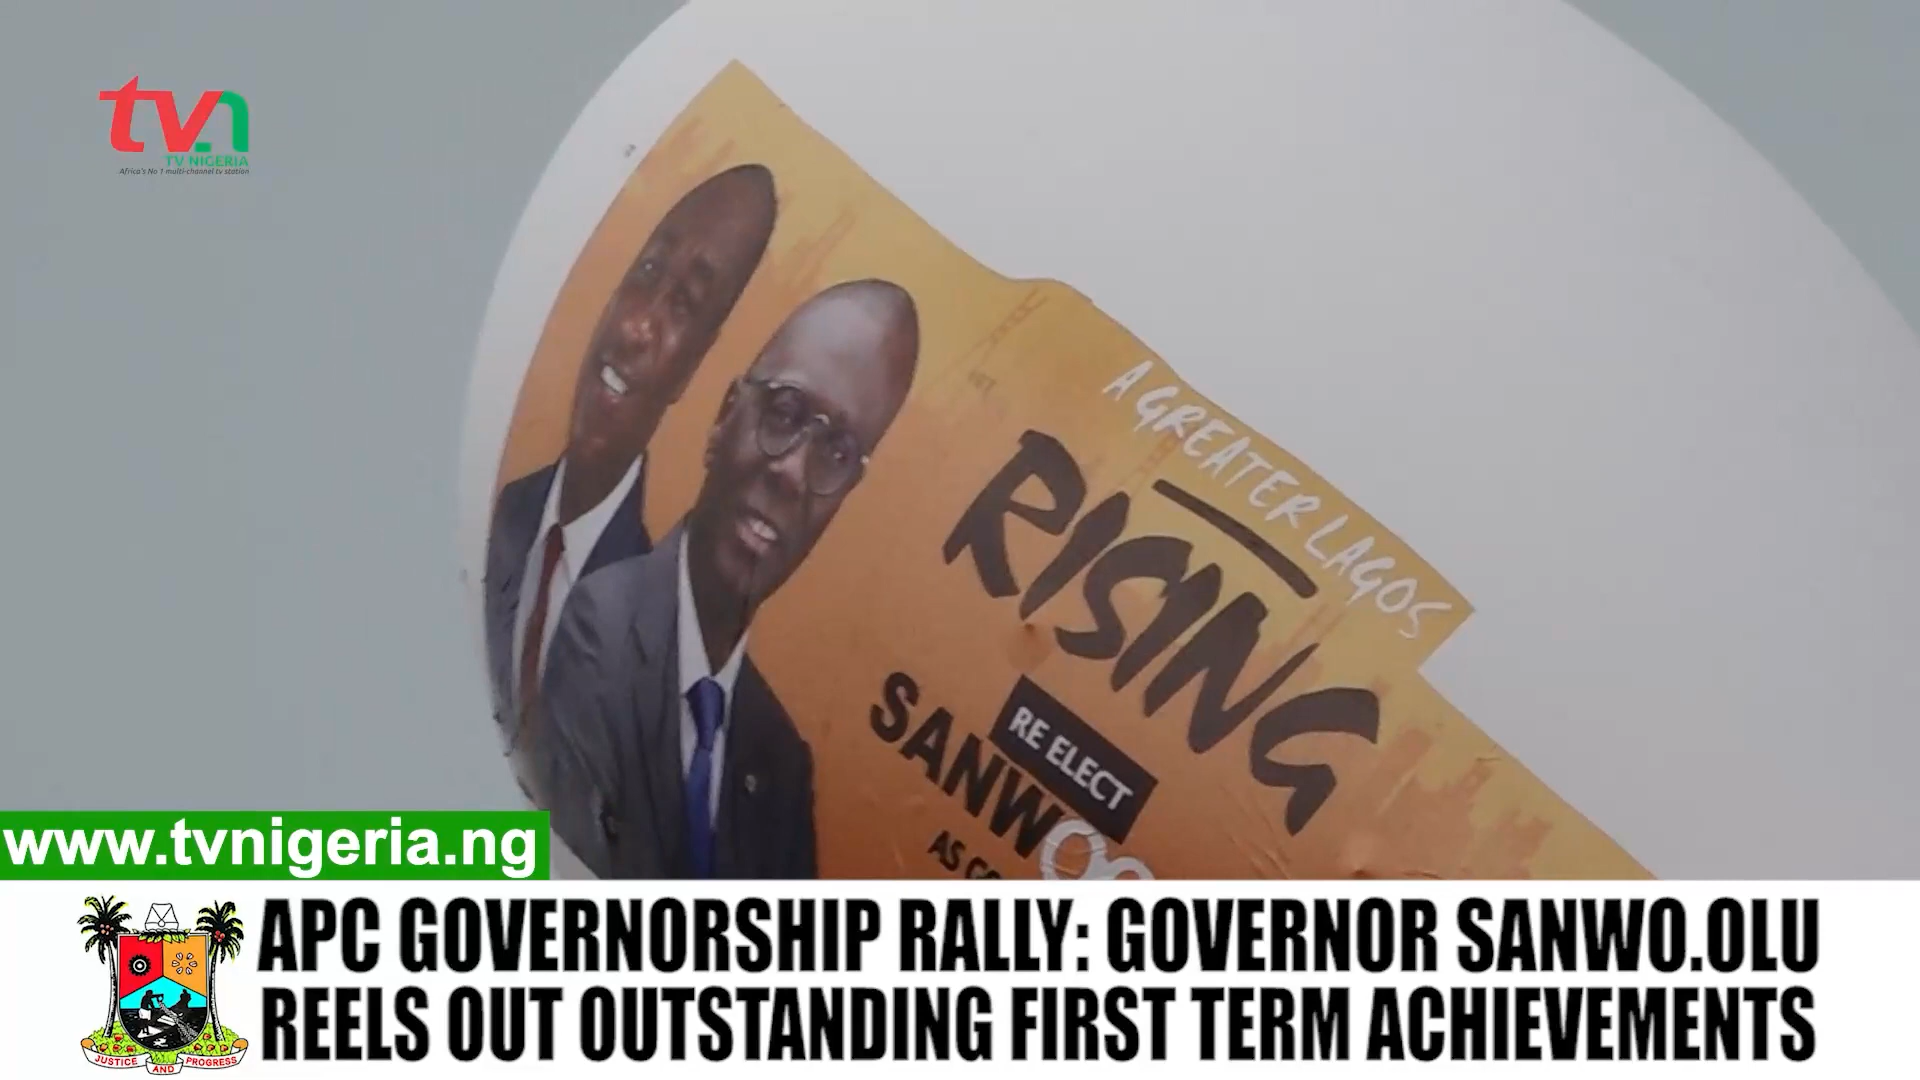 tvn
TV NIGERIA
Africa's No 1 multi-channel tv station
A GREATER LAGOS
RISING
RE ELECT
SANWO
AS
www.tvnigeria.ng
APC GOVERNORSHIP RALLY: GOVERNOR SANWO.OLU
REELS OUT OUTSTANDING FIRST TERM ACHIEVEMENTS
JUSTICE AND PROGRESS